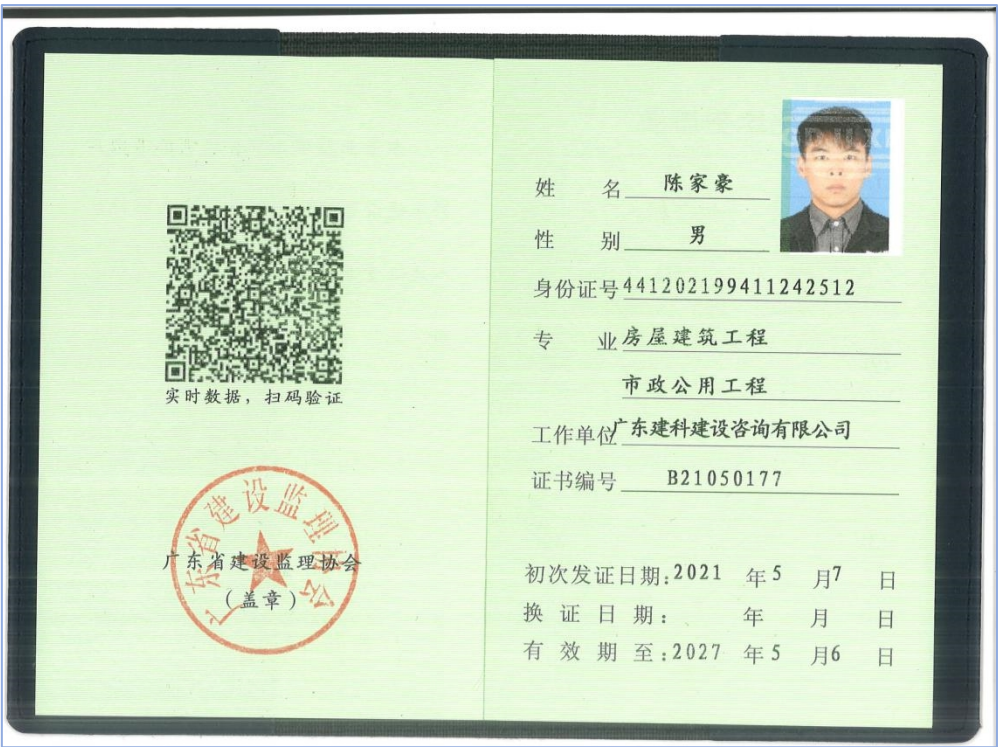 实时数据，扫码验证
广东省建设监理协会
广东省建设监理协会
（盖章）
姓 名 陈家豪
性 别 男
身份证号 441202199411242512
专 业 房屋建筑工程
市政公用工程
工作单位 广东建科建设咨询有限公司
证书编号 B21050177
初次发证日期:2021 年 5 月 7 日
换 证 日 期: 年 月 日
有 效 期 至:2027 年 5 月 6 日